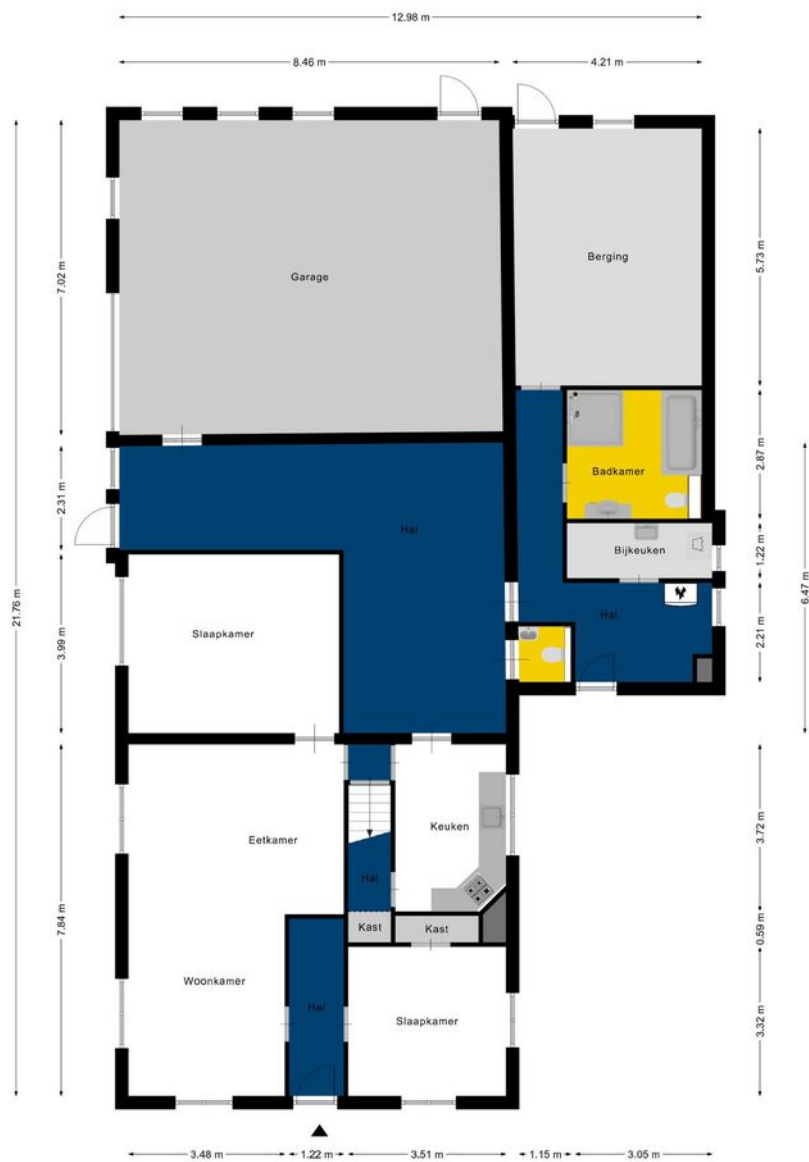 12.98 m
8.46 m
4.21 m
21.76 m
7.02 m
2.31 m
3.99 m
7.84 m
Garage
Berging
5.73 m
2.87 m
1.22 m
2.21 m
6.47 m
Badkamer
Hal
Bijkeuken
Hal
Slaapkamer
Eetkamer
Keuken
3.72 m
Hal
Kast
Kast
0.59 m
Woonkamer
Hal
Slaapkamer
3.32 m
3.48 m
1.22 m
3.51 m
1.15 m
3.05 m